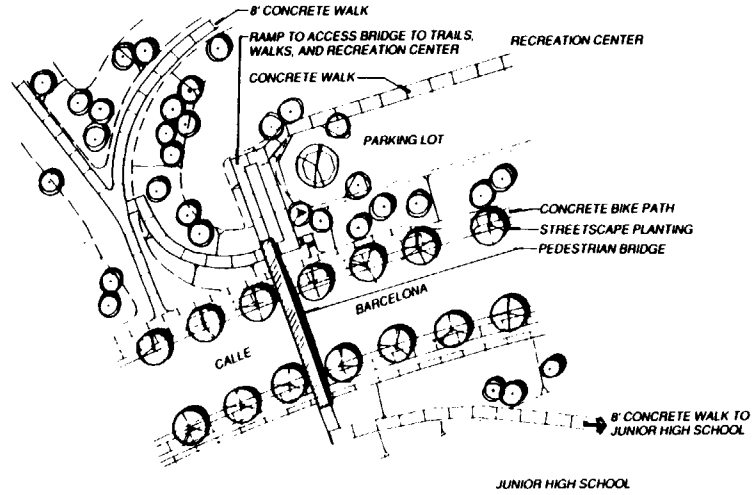 8' CONCRETE WALK
RAMP TO ACCESS BRIDGE TO TRAILS,
WALKS, AND RECREATION CENTER
RECREATION CENTER
CONCRETE WALK
PARKING LOT
CONCRETE BIKE PATH
STREETSCAPE PLANTING
PEDESTRIAN BRIDGE
BARCELONA
CALLE
8' CONCRETE WALK TO
JUNIOR HIGH SCHOOL
JUNIOR HIGH SCHOOL